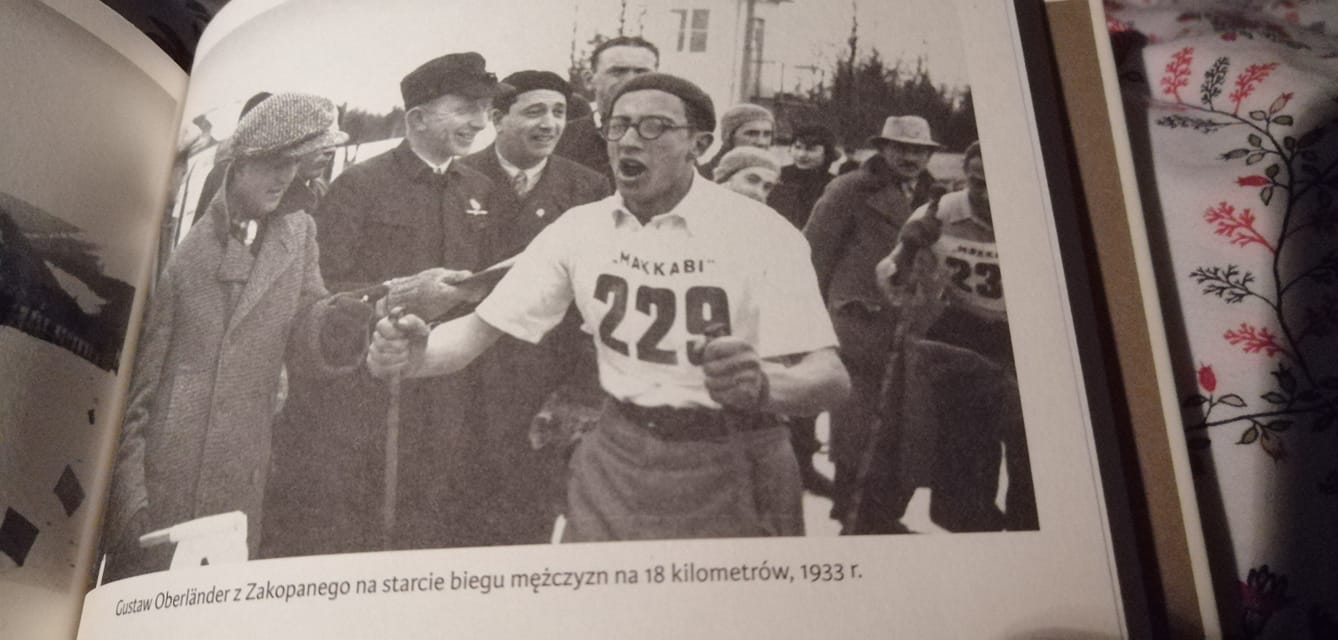 „MAKKABI"
229
23
Gustaw Oberländer z Zakopanego na starcie biegu mężczyzn na 18 kilometrów, 1933 r.